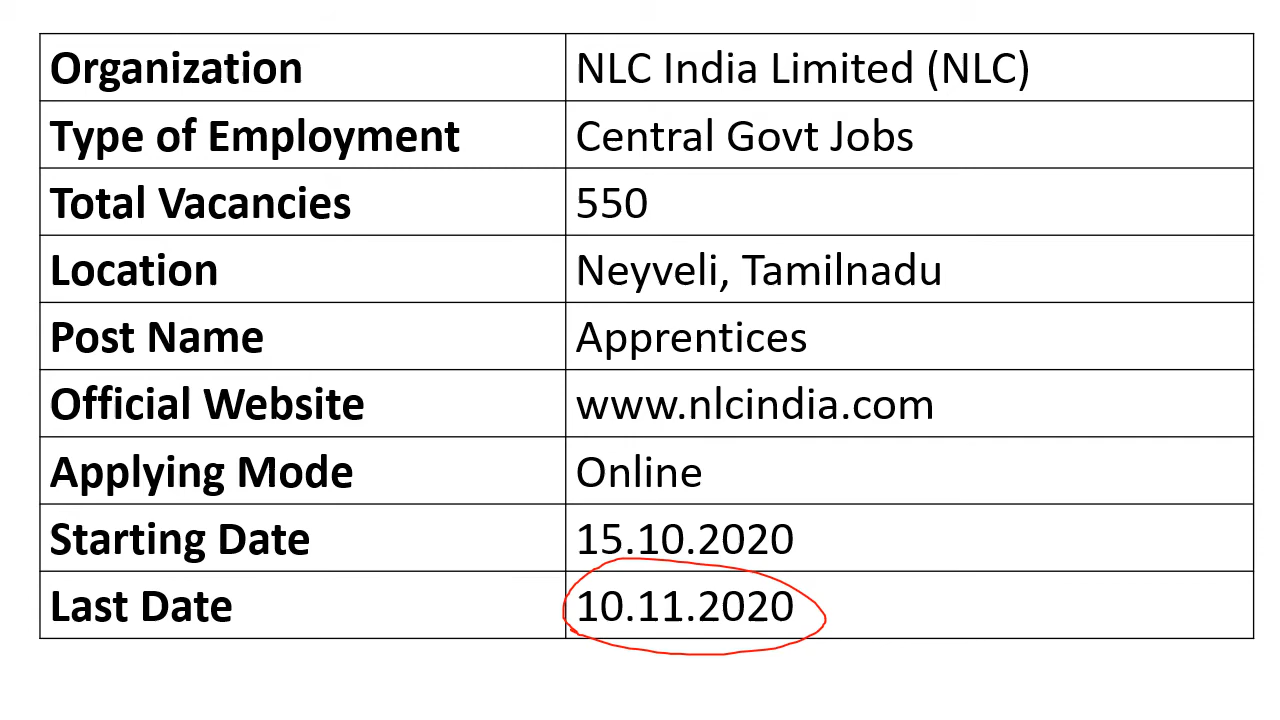 Organization NLC India Limited (NLC)
Type of Employment Central Govt Jobs
Total Vacancies 550
Location Neyveli, Tamilnadu
Post Name Apprentices
Official Website www.nlcindia.com
Applying Mode Online
Starting Date 15.10.2020
Last Date 10.11.2020